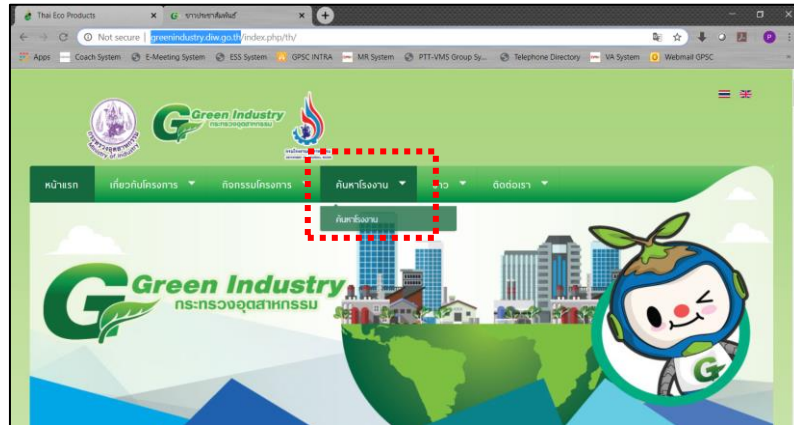 Thai Eco Products
ข่าวประชาสัมพันธ์
Not secure | greenindustry.diw.go.th/index.php/th/
Apps Coach System E-Meeting System ESS System GPSC INTRA MR System PTT-VMS Group Sy... Telephone Directory VA System Webmail GPSC
Green Industry
กระทรวงอุตสาหกรรม
Ministry of Industry
หน้าแรก เกี่ยวกับโครงการ กิจกรรมโครงการ ค้นหาโรงงาน ข่าว ติดต่อเรา
ค้นหาโรงงาน
Green Industry
กระทรวงอุตสาหกรรม
G